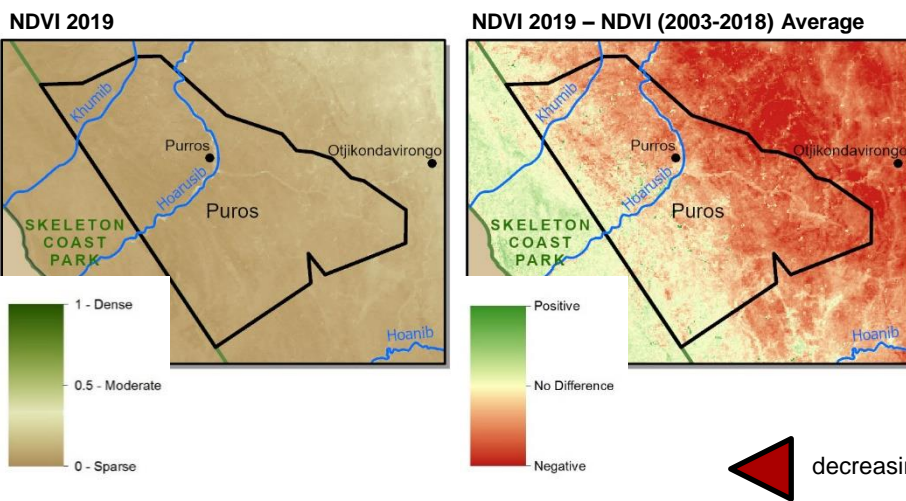 NDVI 2019
Khumib
Purros
Otjikondavirongo
Hoarusib
Puros
SKELETON
COAST
PARK
Hoanib
1 - Dense
0.5 - Moderate
0 - Sparse
NDVI 2019 – NDVI (2003-2018) Average
Khumib
Purros
Otjikondavirongo
Hoarusib
Puros
SKELETON
COAST
PARK
Hoanib
Positive
No Difference
Negative
decreasin